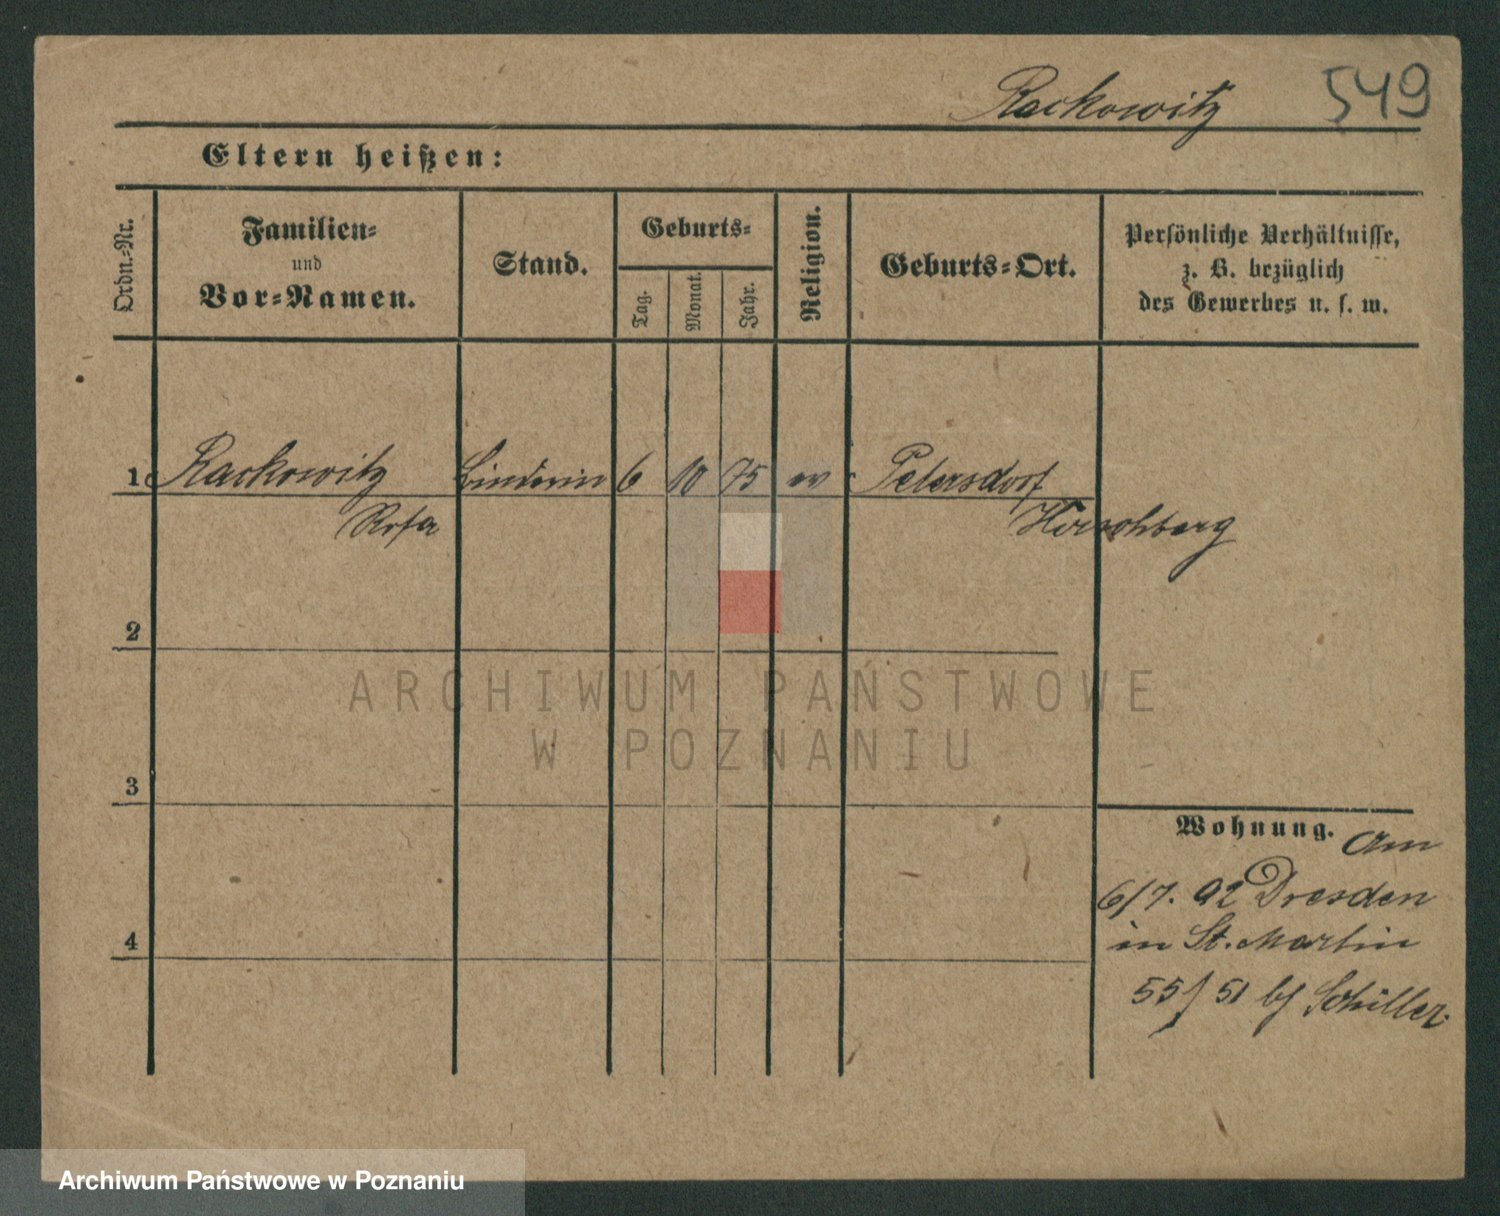 Rackowitz 549
Eltern heißen:
Ordn.-Nr.
Familien-
und
Vor-Namen.
Stand.
Geburts-
Tag.
Monat.
Jahr.
Religion.
Geburts-Ort.
Persönliche Verhältnisse,
z. B. bezüglich
des Gewerbes u. s. w.
1 Rackowitz Binderin 6 10 75 ev Petersdorf
Rosa Hirschberg
2
3
4
Wohnung. Am
6/7. 92 Dresden
in St. Martin
55/51 bei Schiller
ARCHIWUM PAŃSTWOWE
W POZNANIU
Archiwum Państwowe w Poznaniu